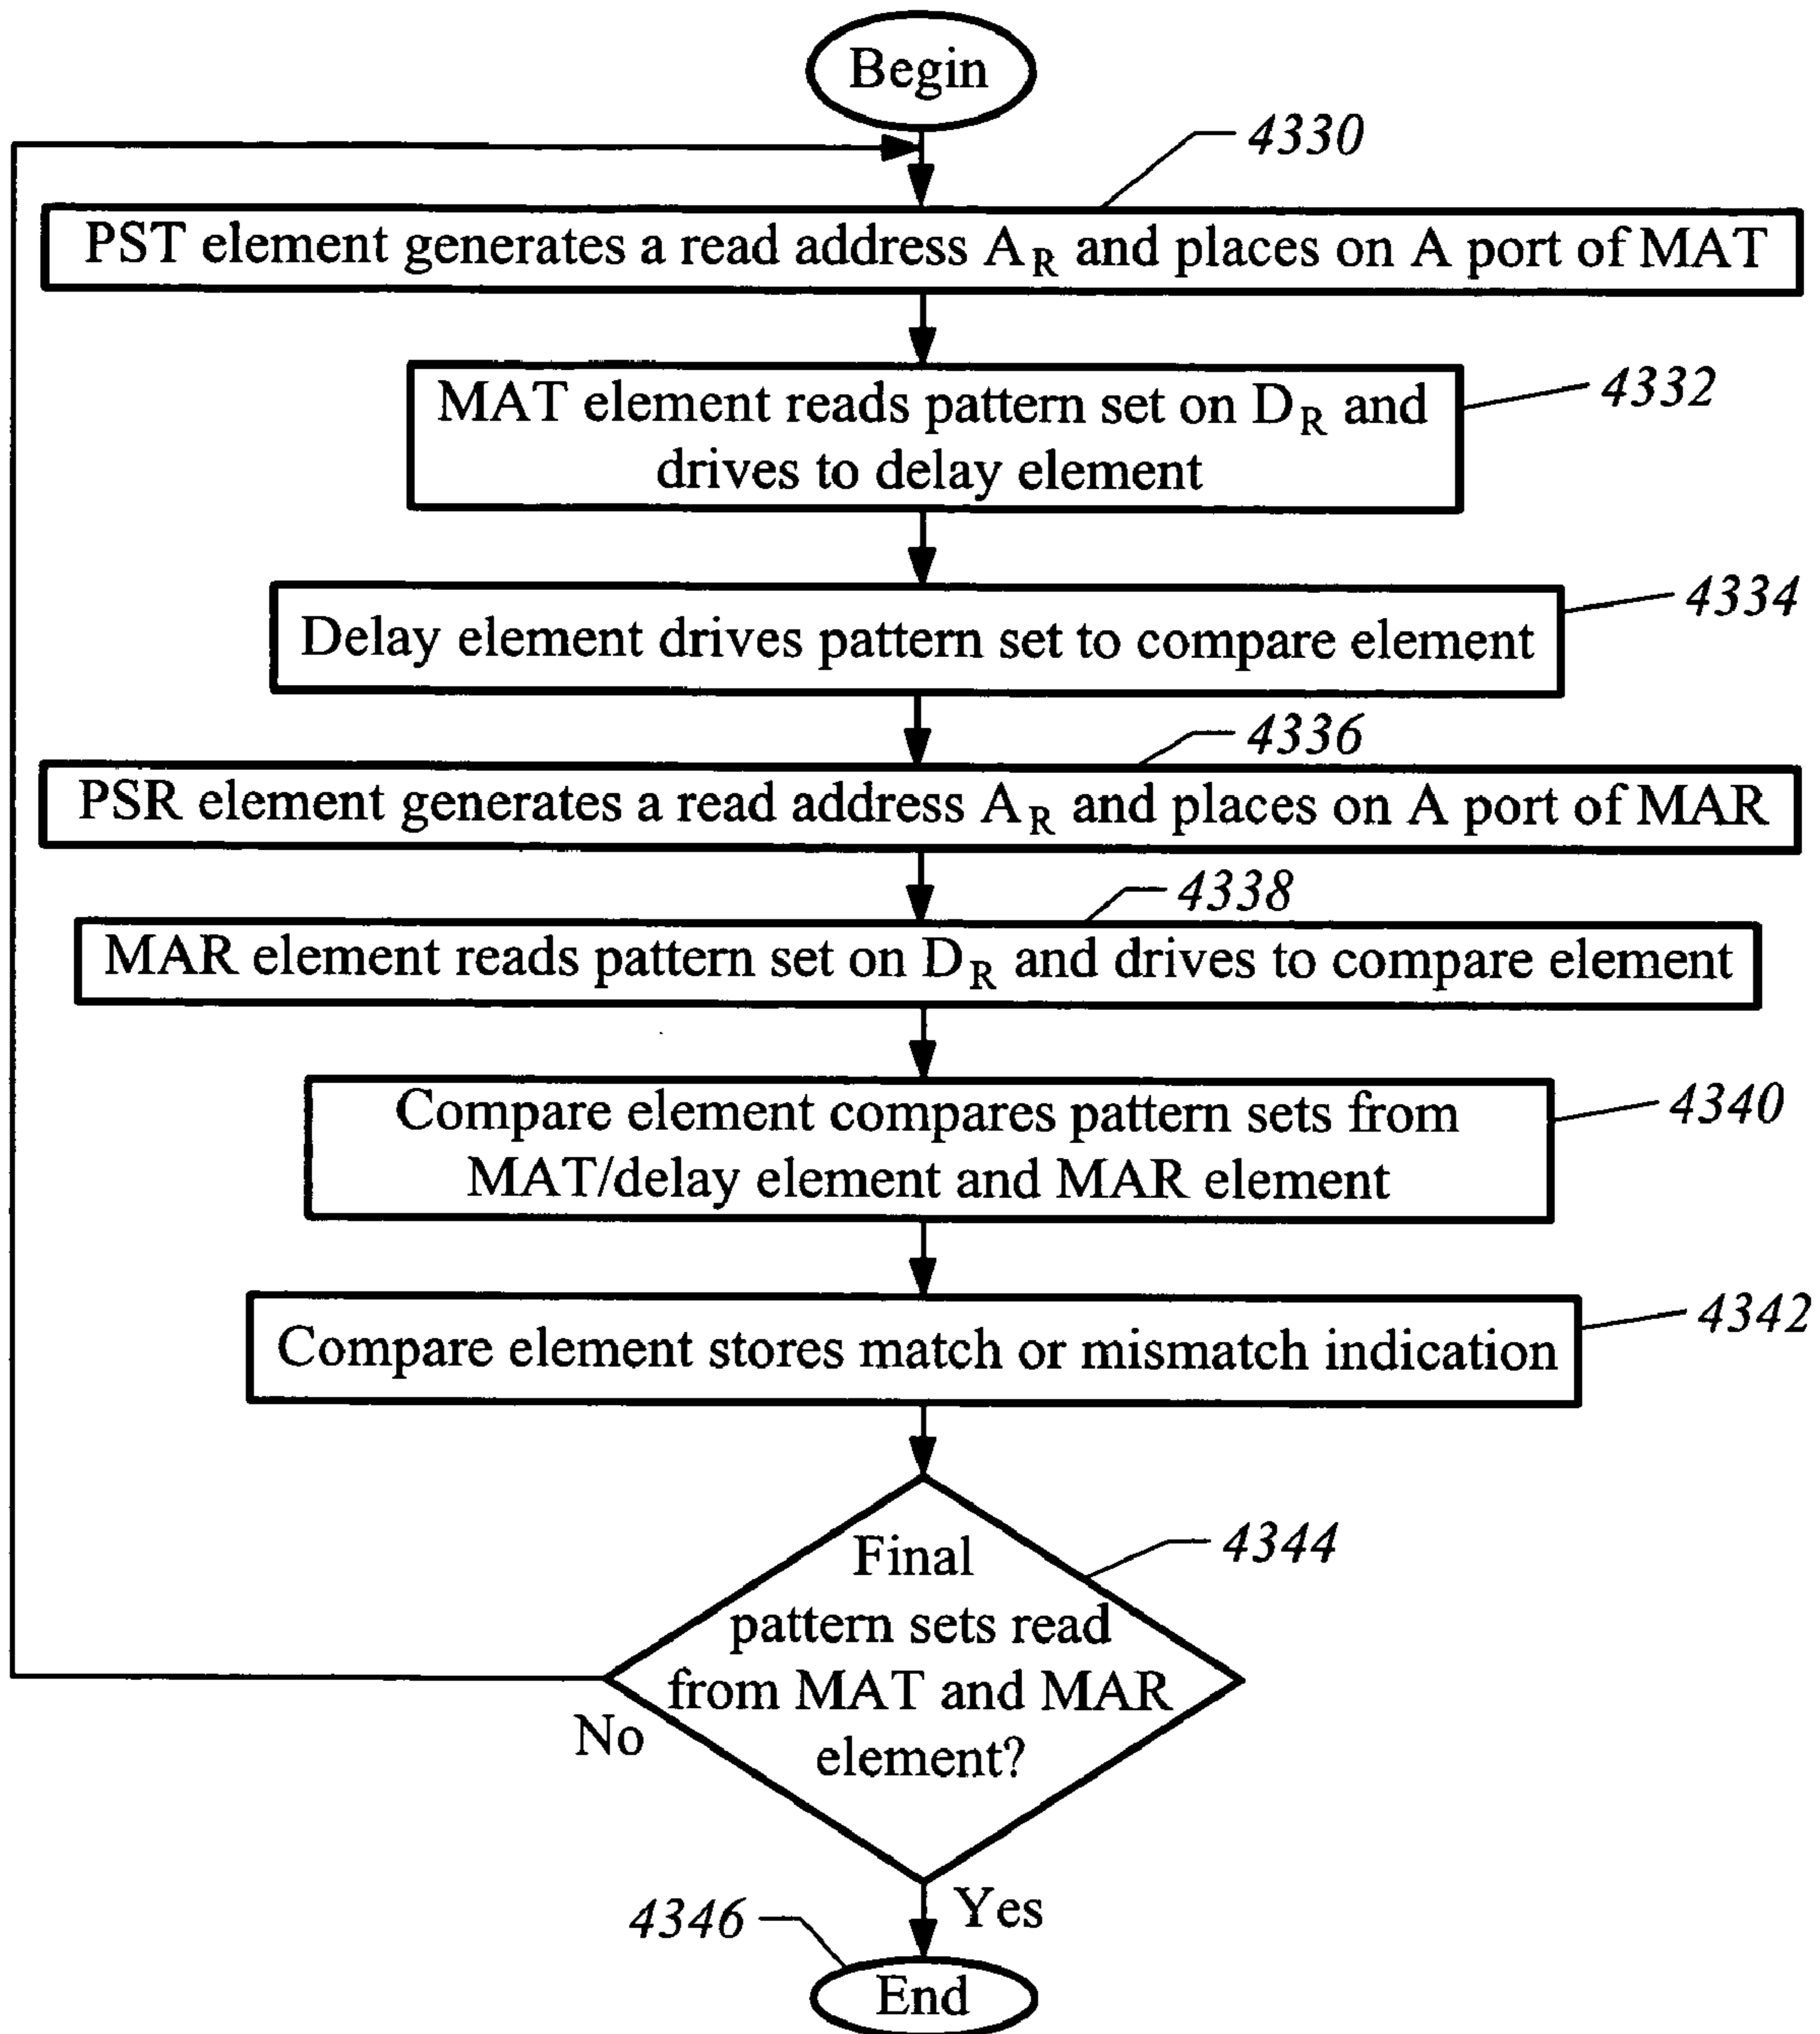 Begin
4330
PST element generates a read address A_R and places on A port of MAT
MAT element reads pattern set on D_R and
drives to delay element
4332
Delay element drives pattern set to compare element
4334
4336
PSR element generates a read address A_R and places on A port of MAR
4338
MAR element reads pattern set on D_R and drives to compare element
Compare element compares pattern sets from
MAT/delay element and MAR element
4340
Compare element stores match or mismatch indication
4342
Final
pattern sets read
from MAT and MAR
element?
4344
No
Yes
4346
End